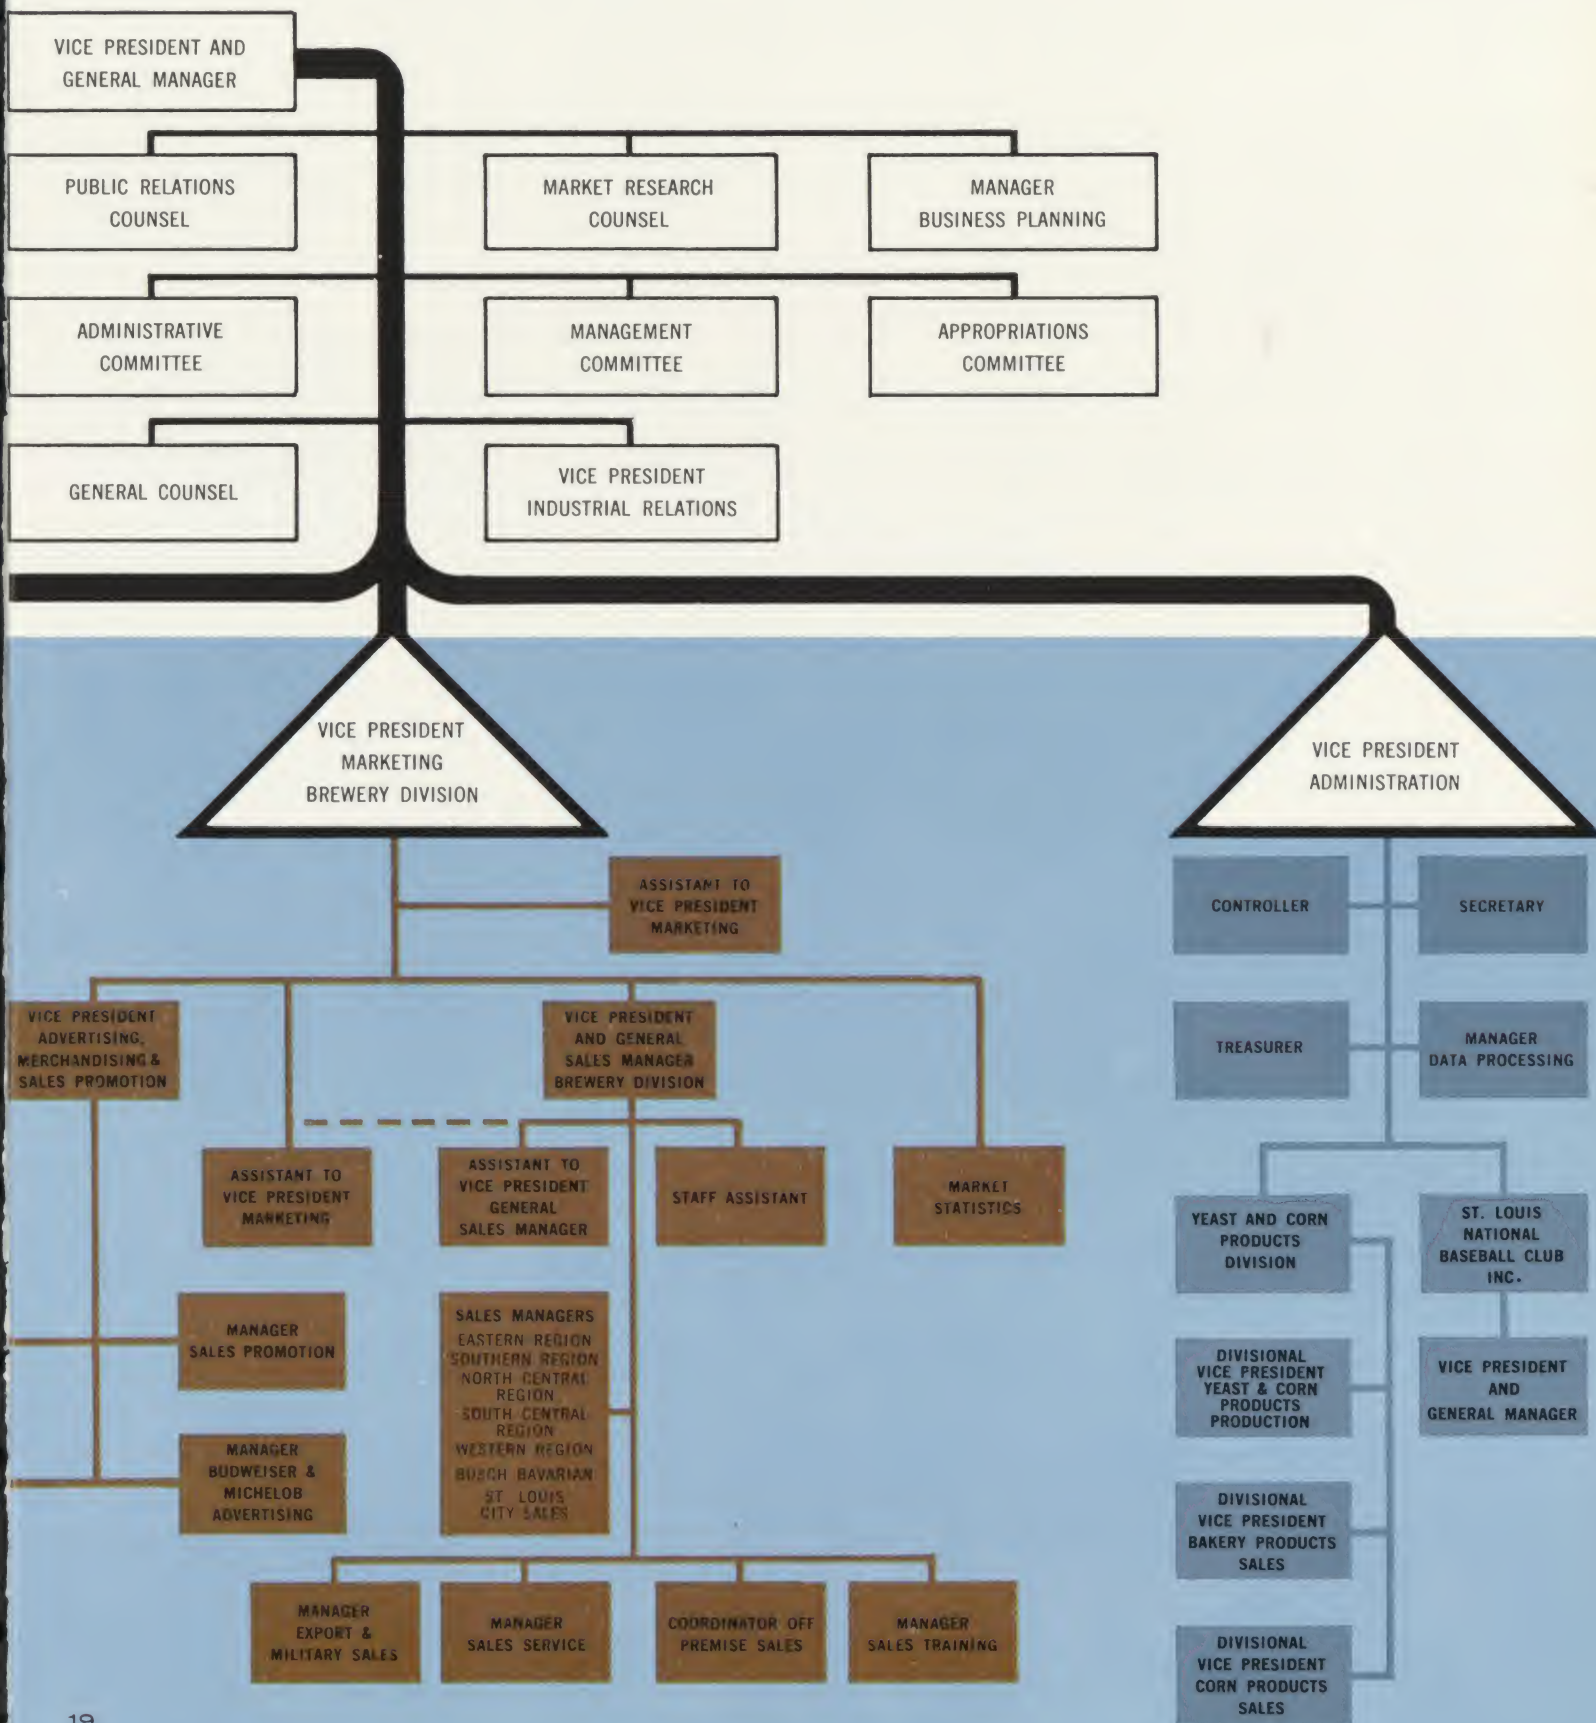 VICE PRESIDENT AND
GENERAL MANAGER
PUBLIC RELATIONS
COUNSEL
MARKET RESEARCH
COUNSEL
MANAGER
BUSINESS PLANNING
ADMINISTRATIVE
COMMITTEE
MANAGEMENT
COMMITTEE
APPROPRIATIONS
COMMITTEE
GENERAL COUNSEL
VICE PRESIDENT
INDUSTRIAL RELATIONS
VICE PRESIDENT
MARKETING
BREWERY DIVISION
VICE PRESIDENT
ADMINISTRATION
ASSISTANT TO
VICE PRESIDENT
MARKETING
VICE PRESIDENT
ADVERTISING,
MERCHANDISING &
SALES PROMOTION
VICE PRESIDENT
AND GENERAL
SALES MANAGER
BREWERY DIVISION
ASSISTANT TO
VICE PRESIDENT
MARKETING
ASSISTANT TO
VICE PRESIDENT
GENERAL
SALES MANAGER
STAFF ASSISTANT
MARKET
STATISTICS
MANAGER
SALES PROMOTION
MANAGER
BUDWEISER &
MICHELOB
ADVERTISING
SALES MANAGERS
EASTERN REGION
SOUTHERN REGION
NORTH CENTRAL
REGION
SOUTH CENTRAL
REGION
WESTERN REGION
BUSCH BAVARIAN
ST LOUIS
CITY SALES
MANAGER
EXPORT &
MILITARY SALES
MANAGER
SALES SERVICE
COORDINATOR OFF
PREMISE SALES
MANAGER
SALES TRAINING
CONTROLLER
SECRETARY
TREASURER
MANAGER
DATA PROCESSING
YEAST AND CORN
PRODUCTS
DIVISION
ST. LOUIS
NATIONAL
BASEBALL CLUB
INC.
DIVISIONAL
VICE PRESIDENT
YEAST & CORN
PRODUCTS
PRODUCTION
VICE PRESIDENT
AND
GENERAL MANAGER
DIVISIONAL
VICE PRESIDENT
BAKERY PRODUCTS
SALES
DIVISIONAL
VICE PRESIDENT
CORN PRODUCTS
SALES
19